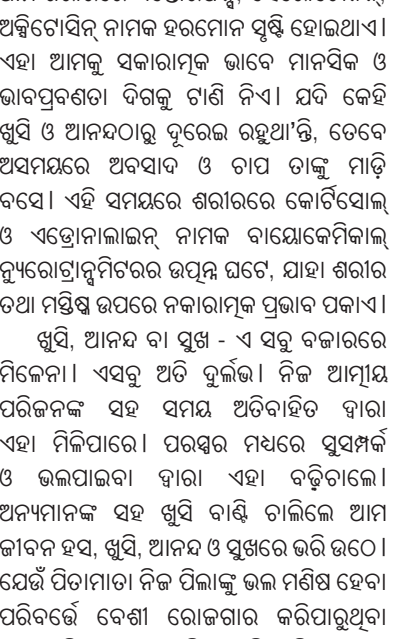 ଅକ୍ସିଟୋସିନ୍ ନାମକ ହରମୋନ ସୃଷ୍ଟି ହୋଇଥାଏ।
ଏହା ଆମକୁ ସକାରାତ୍ମକ ଭାବେ ମାନସିକ ଓ
ଭାବପ୍ରବଣତା ଦିଗକୁ ଟାଣି ନିଏ। ଯଦି କେହି
ଖୁସି ଓ ଆନନ୍ଦଠାରୁ ଦୂରେଇ ରହୁଥା’ନ୍ତି, ତେବେ
ଅସମୟରେ ଅବସାଦ ଓ ଚାପ ତାଙ୍କୁ ମାଡ଼ି
ବସେ। ଏହି ସମୟରେ ଶରୀରରେ କୋର୍ଟିସୋଲ୍
ଓ ଏଡ୍ରୋନାଲାଇନ୍ ନାମକ ବାୟୋକେମିକାଲ୍
ନ୍ୟୁରୋଟ୍ରାନ୍ସମିଟରର ଉତ୍ପନ୍ନ ଘଟେ, ଯାହା ଶରୀର
ତଥା ମସ୍ତିଷ୍କ ଉପରେ ନକାରାତ୍ମକ ପ୍ରଭାବ ପକାଏ।
ଖୁସି, ଆନନ୍ଦ ବା ସୁଖ - ଏ ସବୁ ବଜାରରେ
ମିଳେନା। ଏସବୁ ଅତି ଦୁର୍ଲଭ। ନିଜ ଆତ୍ମୀୟ
ପରିଜନଙ୍କ ସହ ସମୟ ଅତିବାହିତ ଦ୍ୱାରା
ଏହା ମିଳିପାରେ। ପରସ୍ପର ମଧ୍ୟରେ ସୁସମ୍ପର୍କ
ଓ ଭଲପାଇବା ଦ୍ୱାରା ଏହା ବଢ଼ିଚାଲେ।
ଅନ୍ୟମାନଙ୍କ ସହ ଖୁସି ବାଣ୍ଟି ଚାଲିଲେ ଆମ
ଜୀବନ ହସ, ଖୁସି, ଆନନ୍ଦ ଓ ସୁଖରେ ଭରି ଉଠେ।
ଯେଉଁ ପିତାମାତା ନିଜ ପିଲାଙ୍କୁ ଭଲ ମଣିଷ ହେବା
ପରିବର୍ତ୍ତେ ବେଶୀ ରୋଜଗାର କରିପାରୁଥିବା